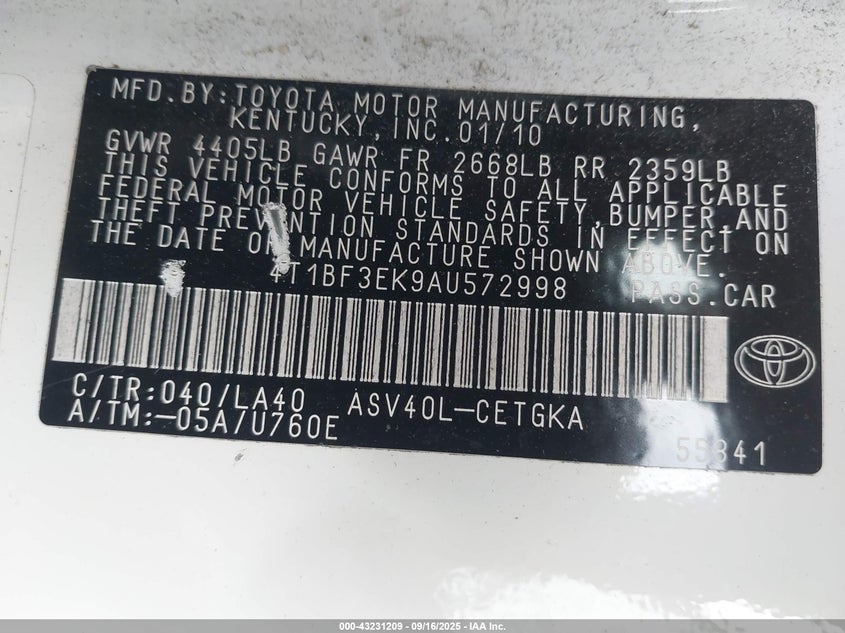 MFD.BY:TOYOTA MOTOR MANUFACTURING,
KENTUCKY, INC. 01/10
GVWR 4405LB GAWR FR 2668LB RR 2359LB
THIS VEHICLE CONFORMS TO ALL APPLICABLE
FEDERAL MOTOR VEHICLE SAFETY, BUMPER, AND
THEFT PREVENTION STANDARDS IN EFFECT ON
THE DATE OF MANUFACTURE SHOWN ABOVE.
4T1BF3EK9AU572998 PASS.CAR
C/TR:040/LA40 ASV40L-CETGKA
A/TM:-05A/U760E
55841
000-43231209 - 09/16/2025 - IAA Inc.